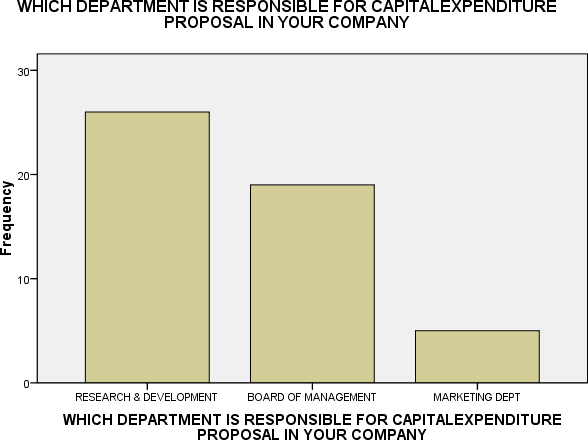 WHICH DEPARTMENT IS RESPONSIBLE FOR CAPITALEXPENDITURE
PROPOSAL IN YOUR COMPANY
Frequency
30
20
10
0
RESEARCH & DEVELOPMENT
BOARD OF MANAGEMENT
MARKETING DEPT
WHICH DEPARTMENT IS RESPONSIBLE FOR CAPITALEXPENDITURE
PROPOSAL IN YOUR COMPANY